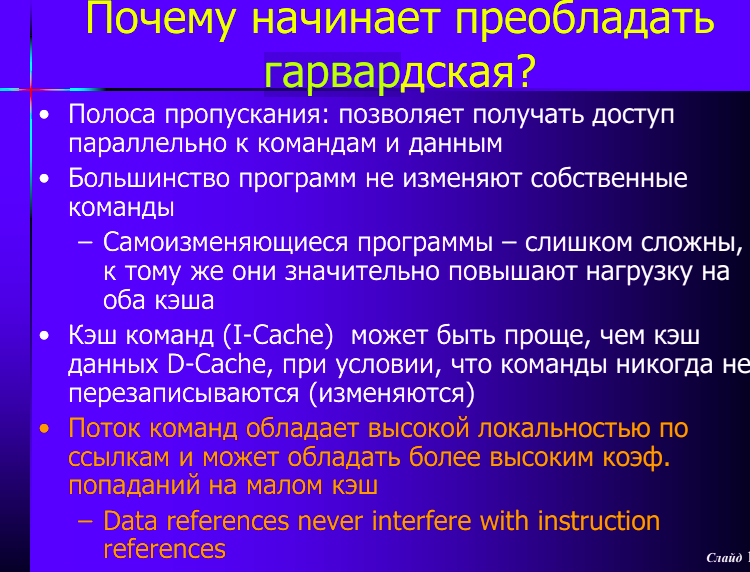 Почему начинает преобладать
гарвардская?
• Полоса пропускания: позволяет получать доступ
параллельно к командам и данным
• Большинство программ не изменяют собственные
команды
– Самоизменяющиеся программы – слишком сложны,
к тому же они значительно повышают нагрузку на
оба кэша
• Кэш команд (I-Cache) может быть проще, чем кэш
данных D-Cache, при условии, что команды никогда не
перезаписываются (изменяются)
• Поток команд обладает высокой локальностью по
ссылкам и может обладать более высоким коэф.
попаданий на малом кэш
– Data references never interfere with instruction
references
Слайд